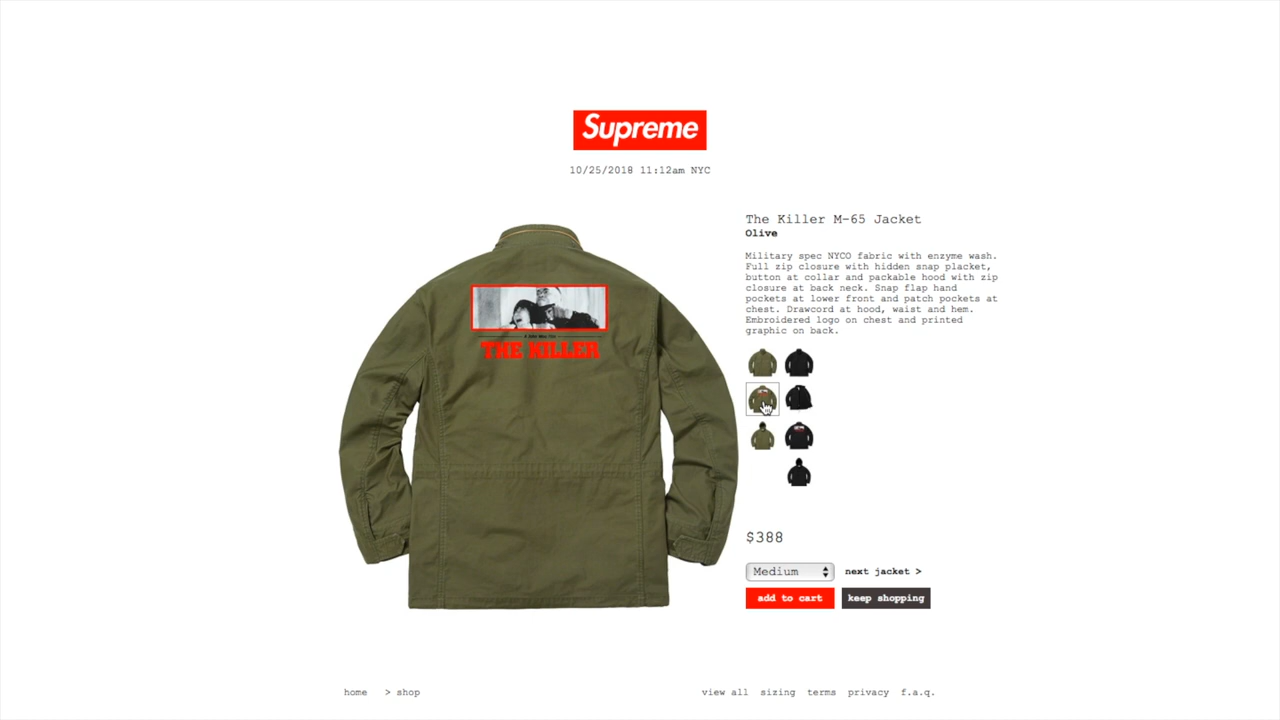 Supreme
10/25/2018 11:12am NYC
The Killer M-65 Jacket
Olive
Military spec NYCO fabric with enzyme wash.
Full zip closure with hidden snap placket,
button at collar and packable hood with zip
closure at back neck. Snap flap hand
pockets at lower front and patch pockets at
chest. Drawcord at hood, waist and hem.
Embroidered logo on chest and printed
graphic on back.
THE KILLER
$388
Medium
next jacket >
add to cart
keep shopping
home > shop
view all sizing terms privacy f.a.q.